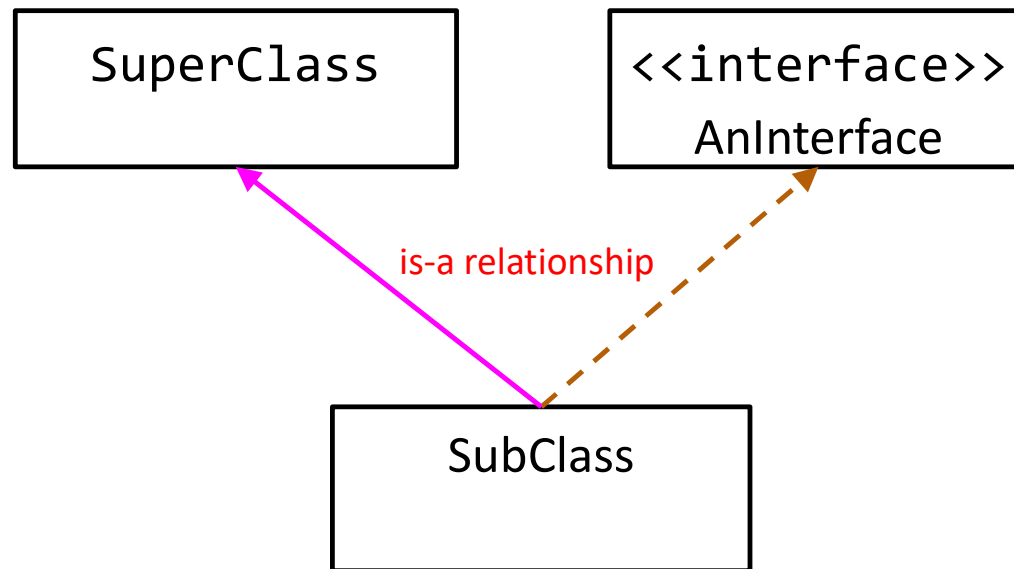 SuperClass
<<interface>>
AnInterface
is-a relationship
SubClass